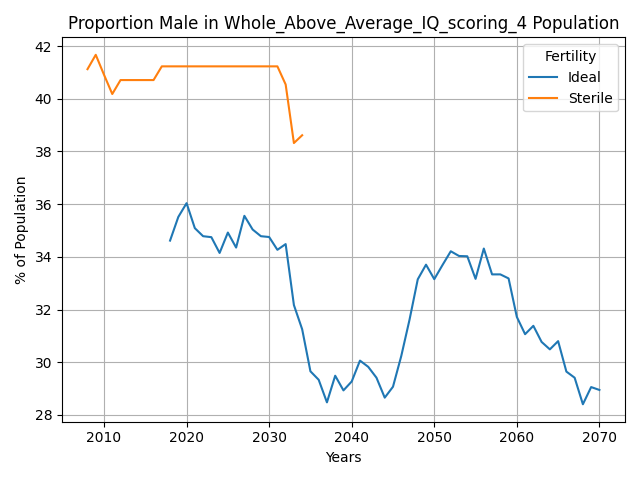 Proportion Male in Whole_Above_Average_IQ_scoring_4 Population
Fertility
Ideal
Sterile
% of Population
42
40
38
36
34
32
30
28
2010
2020
2030
2040
2050
2060
2070
Years